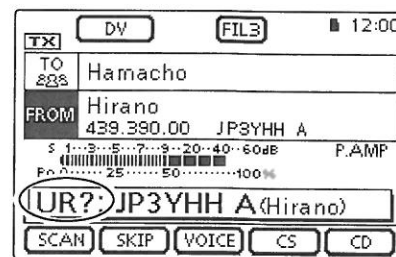 DV FIL3 12:00
TX
TO Hamacho
FROM Hirano
439.390.00 JP3YHH A
S 1···3···5···7···9··20··40··60dB P.AMP
Po 0······25······50··········100%
UR?: JP3YHH A(Hirano)
SCAN SKIP VOICE CS CD